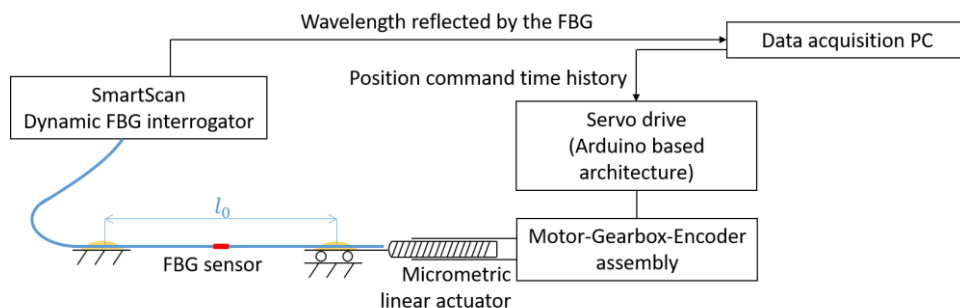 Wavelength reflected by the FBG
Data acquisition PC
Position command time history
SmartScan
Dynamic FBG interrogator
Servo drive
(Arduino based
architecture)
l₀
Motor-Gearbox-Encoder
assembly
FBG sensor
Micrometric
linear actuator